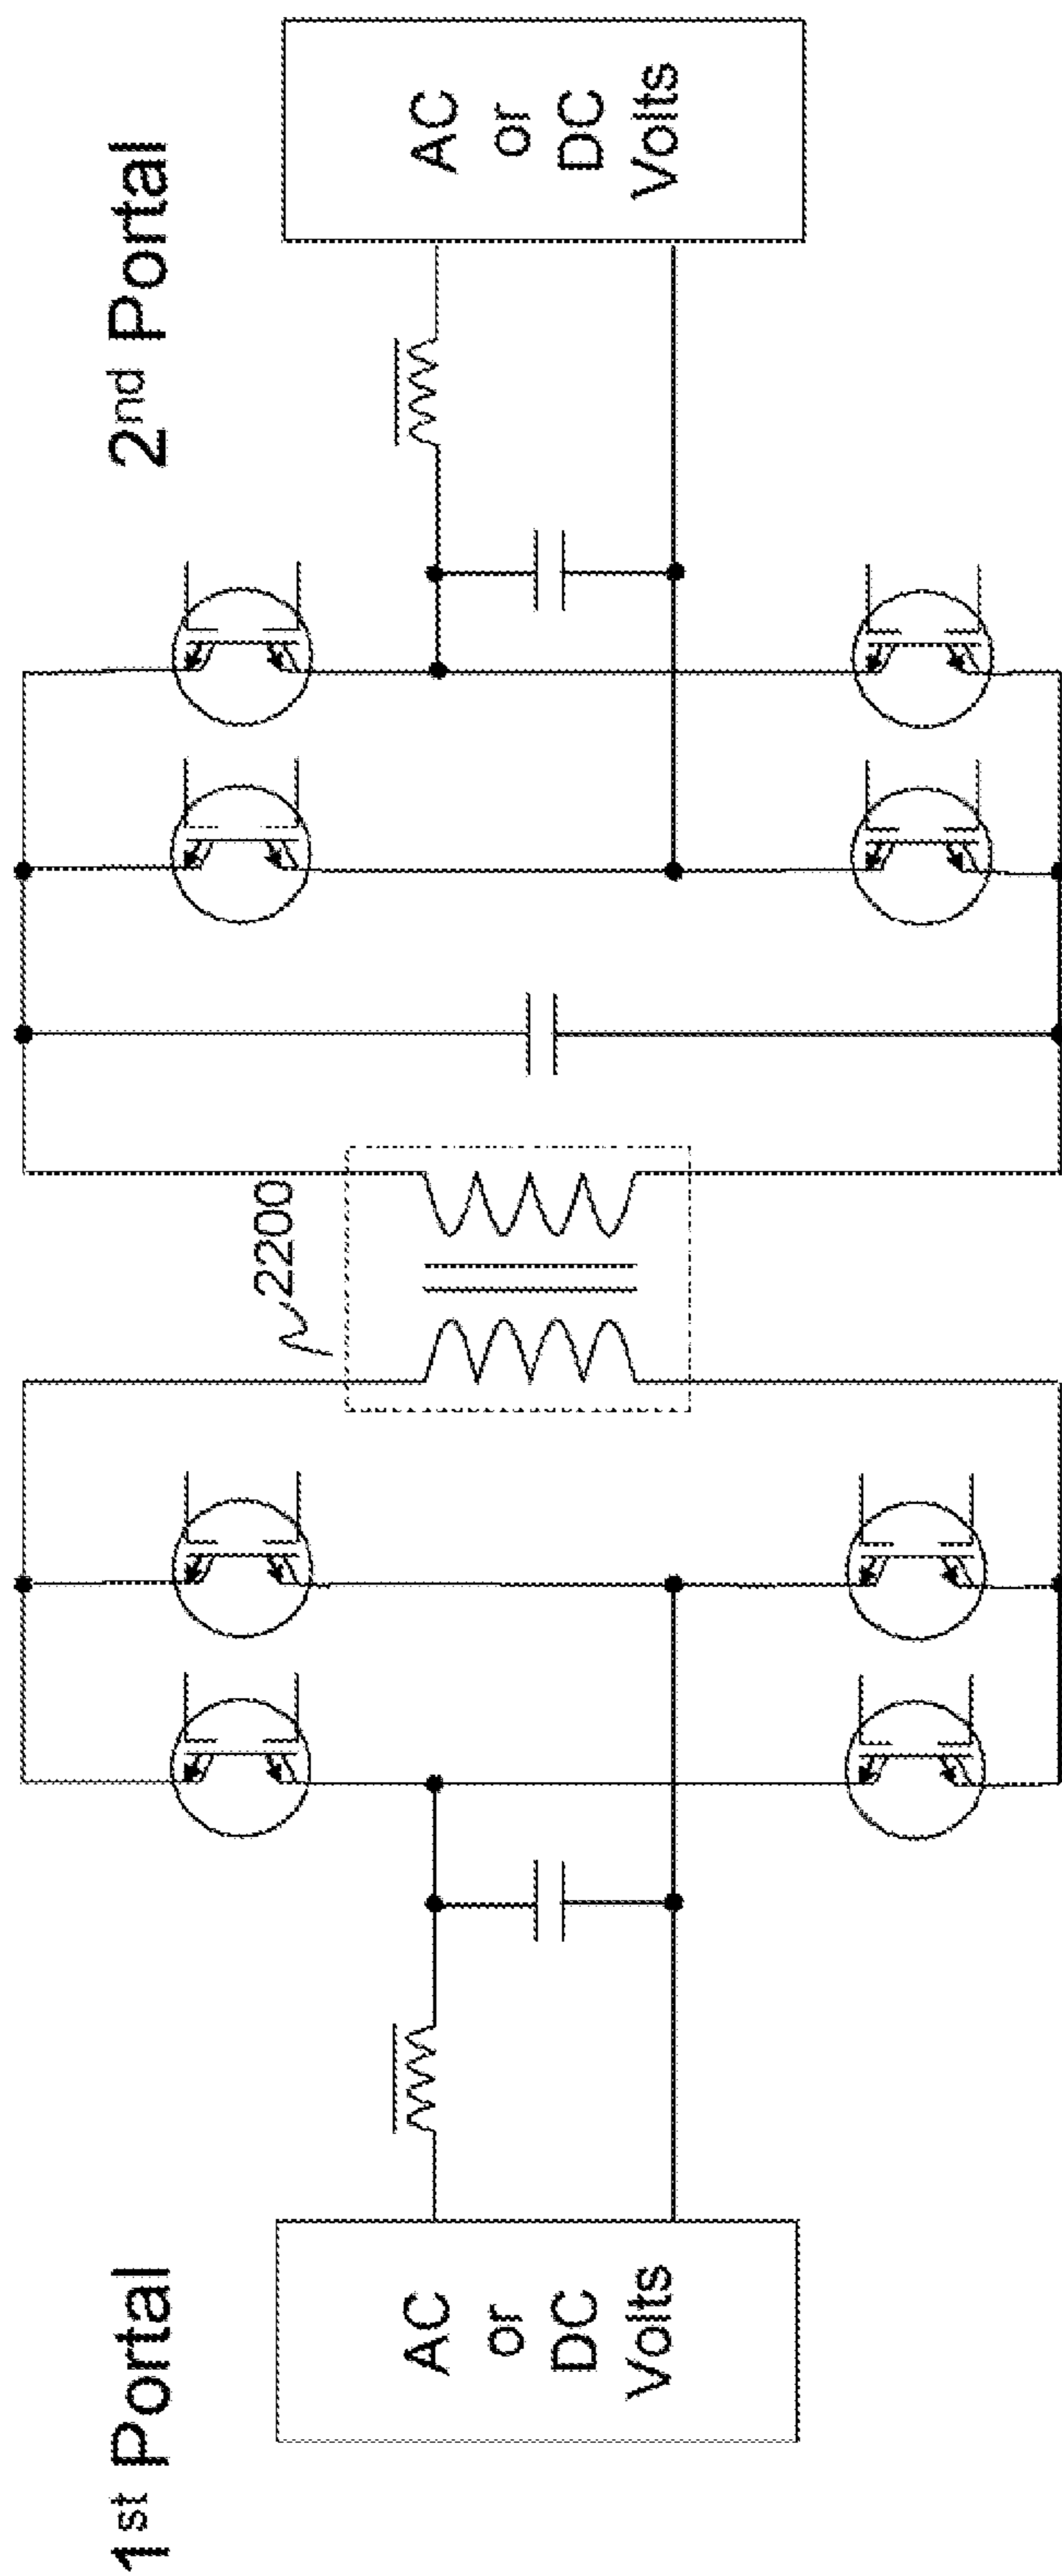 1st Portal
2nd Portal
AC
or
DC
Volts
2200
AC
or
DC
Volts